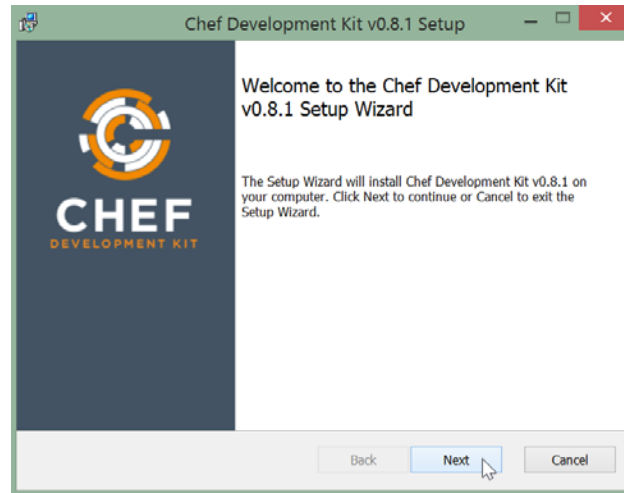 Chef Development Kit v0.8.1 Setup
Welcome to the Chef Development Kit
v0.8.1 Setup Wizard
The Setup Wizard will install Chef Development Kit v0.8.1 on
your computer. Click Next to continue or Cancel to exit the
Setup Wizard.
CHEF
DEVELOPMENT KIT
Back Next Cancel